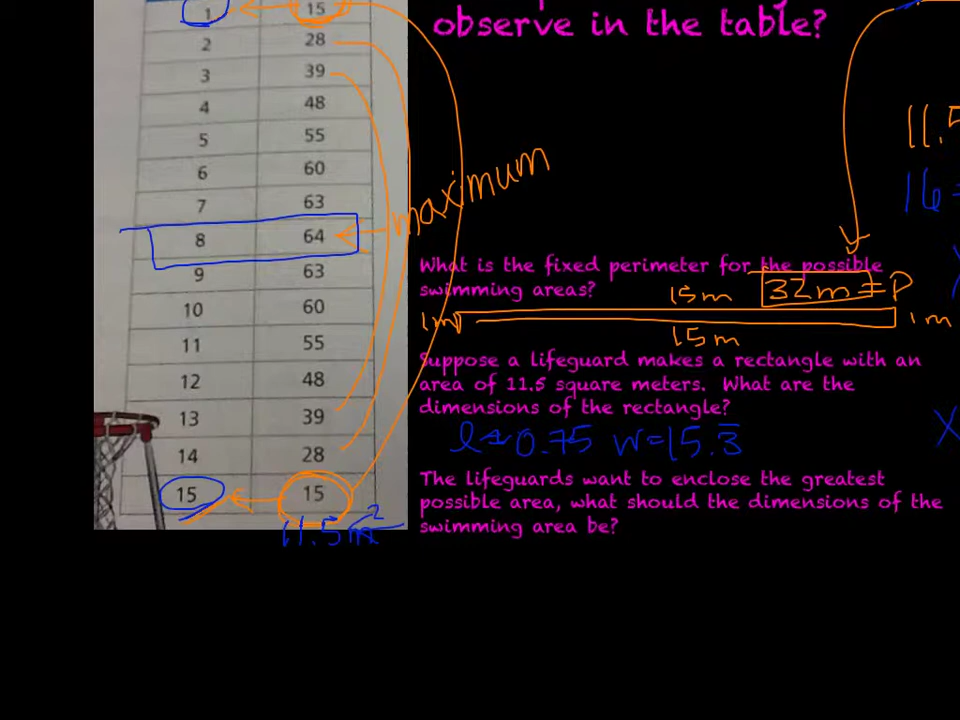 observe in the table?
1 15
2 28
3 39
4 48
5 55
6 60
7 63
8 64
9 63
10 60
11 55
12 48
13 39
14 28
15 15
11.5 m²
maximum
11.5
16 =
What is the fixed perimeter for the possible
swimming areas?
32m = P
15m
1m
1m
15m
Suppose a lifeguard makes a rectangle with an
area of 11.5 square meters. What are the
dimensions of the rectangle?
l ≈ 0.75 w = 15.3̅
X
The lifeguards want to enclose the greatest
possible area, what should the dimensions of the
swimming area be?